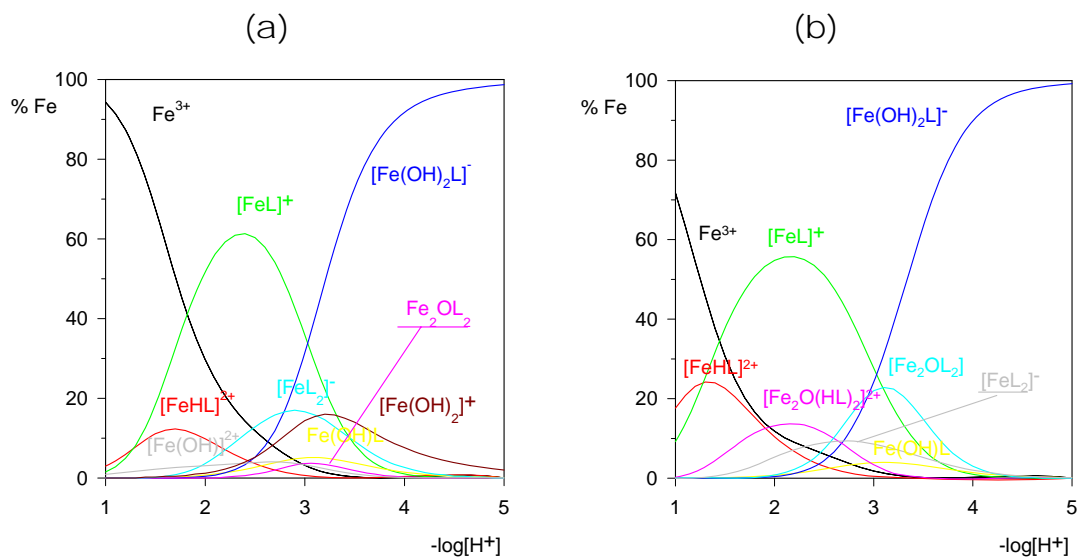 (a)
100
% Fe
Fe³⁺
80
[Fe(OH)₂L]⁻
[FeL]⁺
60
Fe₂OL₂
40
[FeL₂]⁻
[FeHL]²⁺
[Fe(OH)₂]⁺
20
[Fe(OH)]²⁺
Fe(OH)L
0
1 2 3 4 5
-log[H⁺]
(b)
100
% Fe
[Fe(OH)₂L]⁻
80
Fe³⁺
[FeL]⁺
60
40
[FeHL]²⁺
[Fe₂OL₂]
[FeL₂]⁻
[Fe₂O(HL)₂]²⁺
20
Fe(OH)L
0
1 2 3 4 5
-log[H⁺]